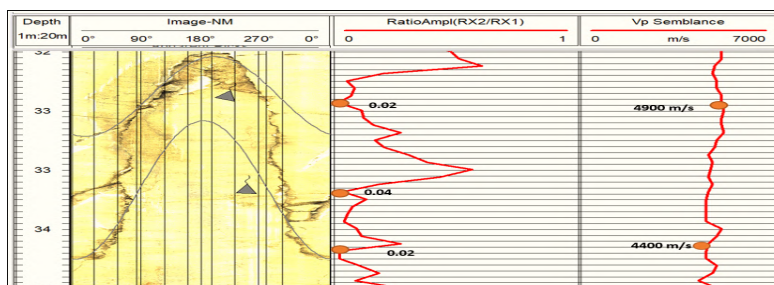 Depth
1m:20m
Image-NM
0° 90° 180° 270° 0°
RatioAmpl(RX2/RX1)
0 1
Vp Semblance
0 m/s 7000
32
33
33
34
0.02
0.04
0.02
4900 m/s
4400 m/s